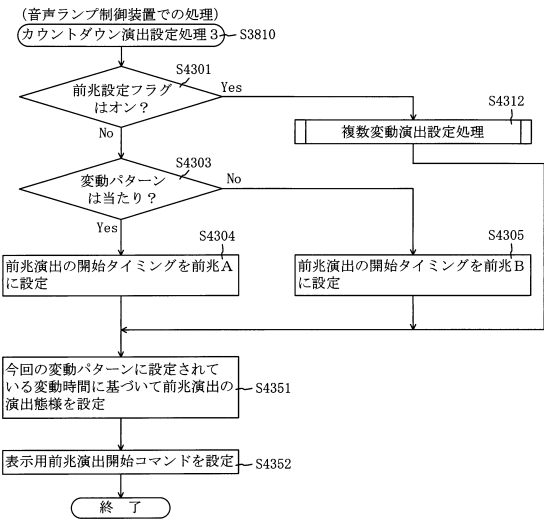 (音声ランプ制御装置での処理)
カウントダウン演出設定処理3
S3810
S4301
前兆設定フラグ
はオン？
Yes
No
S4312
複数変動演出設定処理
S4303
変動パターン
は当たり？
No
Yes
S4304
前兆演出の開始タイミングを前兆A
に設定
S4305
前兆演出の開始タイミングを前兆B
に設定
今回の変動パターンに設定されて
いる変動時間に基づいて前兆演出の
演出態様を設定
S4351
表示用前兆演出開始コマンドを設定
S4352
終 了